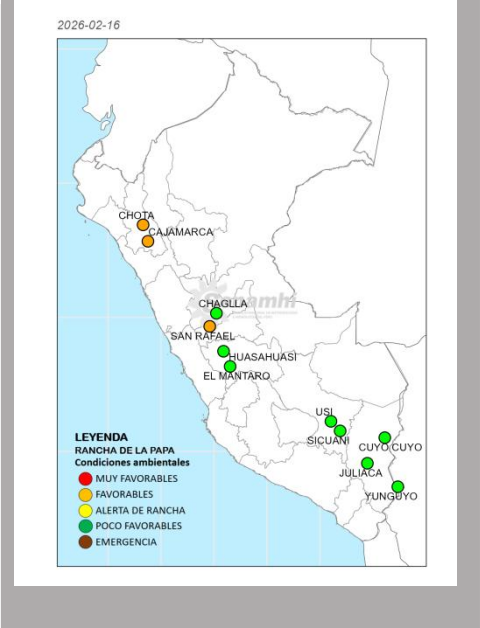 2026-02-16
CHOTA
CAJAMARCA
CHAGLLA
SAN RAFAEL
HUASAHUASI
EL MANTARO
USI
SICUANI
CUYO CUYO
JULIACA
YUNGUYO
LEYENDA
RANCHA DE LA PAPA
Condiciones ambientales
MUY FAVORABLES
FAVORABLES
ALERTA DE RANCHA
POCO FAVORABLES
EMERGENCIA